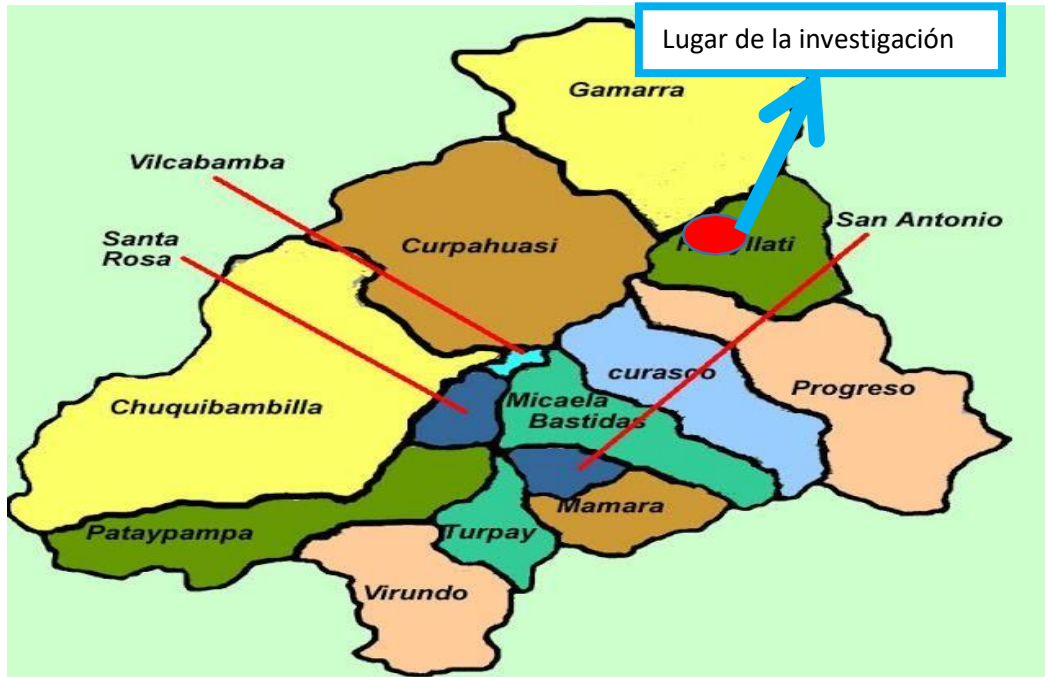 Lugar de la investigación
Gamarra
Vilcabamba
San Antonio
Santa
Rosa
Curpahuasi
curasco
Progreso
Chuquibambilla
Micaela
Bastidas
Mamara
Pataypampa
Turpay
Virundo